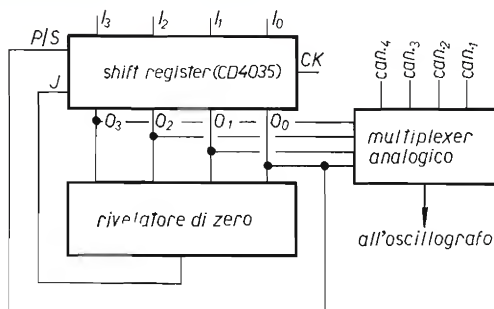 I3 I2 I1 I0
P/S
shift register (CD4035)
CK
J
O3 O2 O1 O0
can.4 can.3 can.2 can.1
multiplexer
analogico
rivelatore di zero
all'oscillografo